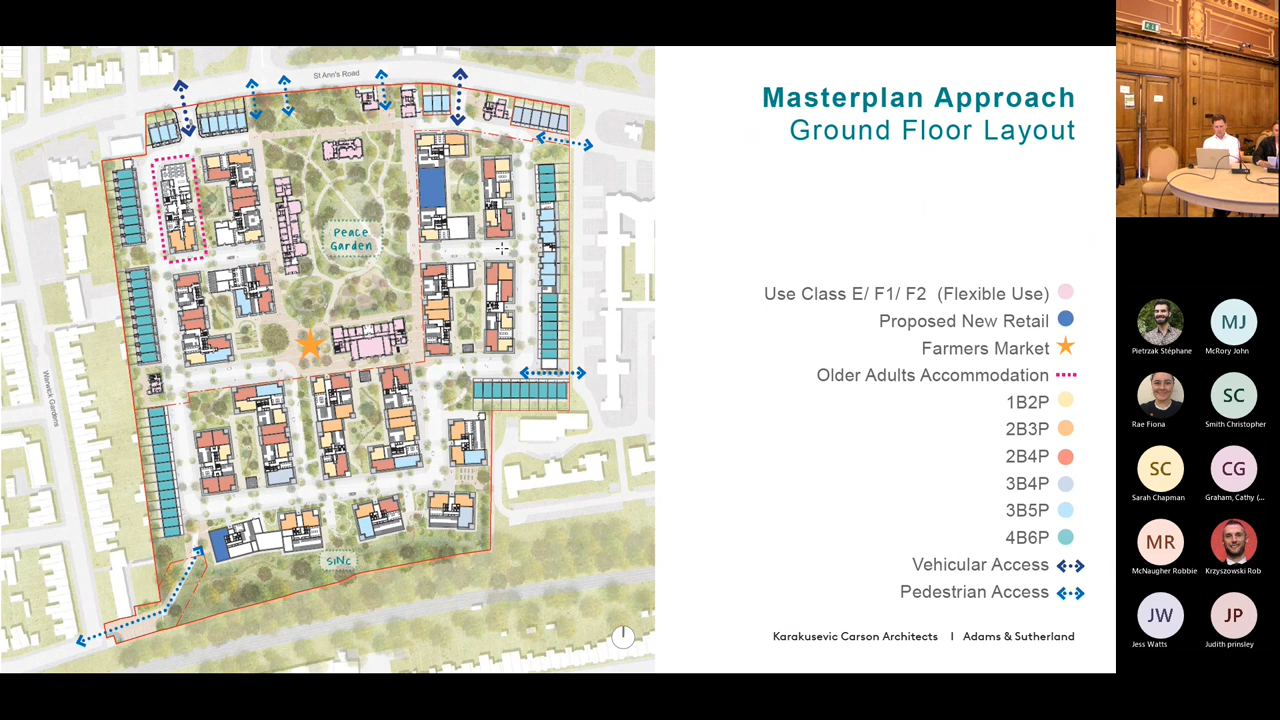 St Ann's Road
Warwick Gardens
PEACE
GARDEN
SINC
Masterplan Approach
Ground Floor Layout
Use Class E/ F1/ F2 (Flexible Use)
Proposed New Retail
Farmers Market
Older Adults Accommodation
1B2P
2B3P
2B4P
3B4P
3B5P
4B6P
Vehicular Access
Pedestrian Access
Karakusevic Carson Architects I Adams & Sutherland
Pietrzak Stéphane
MJ
McRory John
Rae Fiona
SC
Smith Christopher
SC
Sarah Chapman
CG
Graham, Cathy (...
MR
McNaugher Robbie
Krzyszowski Rob
JW
Jess Watts
JP
Judith prinsley